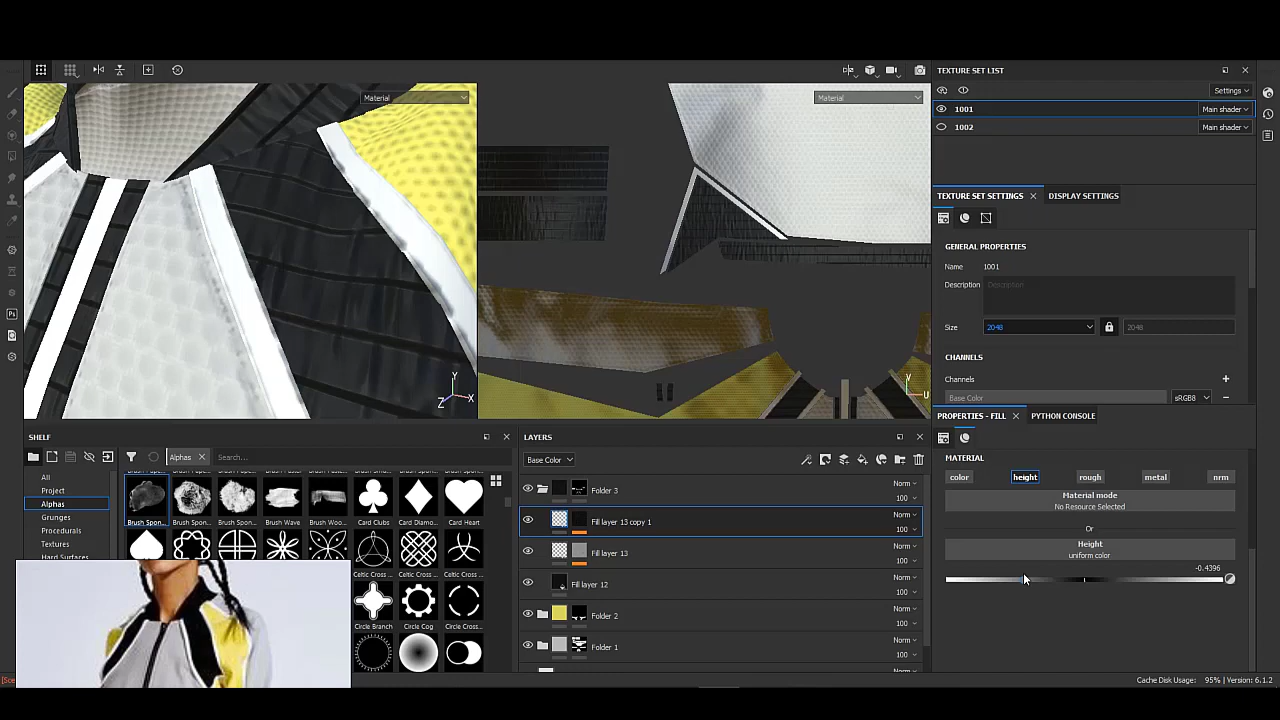 Material
Material
TEXTURE SET LIST
Settings
1001
Main shader
1002
Main shader
TEXTURE SET SETTINGS
DISPLAY SETTINGS
GENERAL PROPERTIES
Name
1001
Description
Description
Size
2048
2048
CHANNELS
Channels
Base Color
sRGB8
PROPERTIES - FILL
PYTHON CONSOLE
MATERIAL
color
height
rough
metal
nrm
Material mode
No Resource Selected
Or
Height
uniform color
-0.4396
SHELF
Alphas
Search...
All
Project
Alphas
Grunges
Procedurals
Textures
Hard Surfaces
Brush Spon...
Brush Spon...
Brush Spon...
Brush Wave
Brush Woo...
Card Clubs
Card Diamo...
Card Heart
Celtic Cross ...
Celtic Cross ...
Celtic Cross ...
Circle Branch
Circle Cog
Circle Cross...
LAYERS
Base Color
Folder 3
Norm
100
Fill layer 13 copy 1
Norm
100
Fill layer 13
Norm
100
Fill layer 12
Norm
100
Folder 2
Norm
100
Folder 1
Norm
100
Y
Z
X
V
U
[Sce
Cache Disk Usage: 95% | Version: 6.1.2